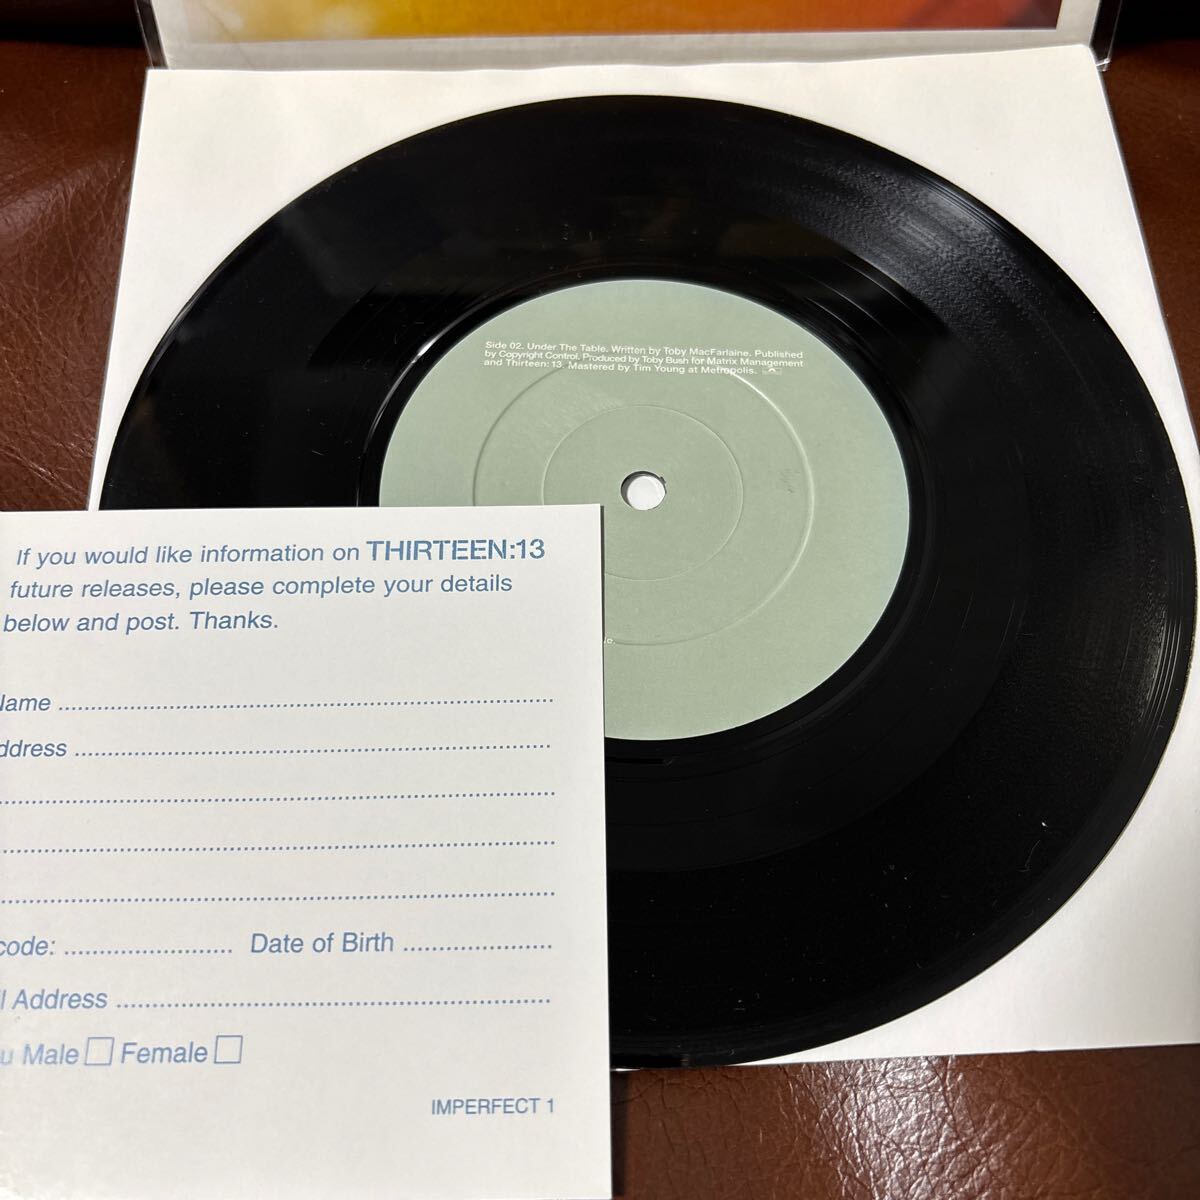 Side 02. Under The Table. Written by Toby MacFarlaine. Published
by Copyright Control. Produced by Toby Bush for Matrix Management
and Thirteen: 13. Mastered by Tim Young at Metropolis.
If you would like information on THIRTEEN:13
future releases, please complete your details
below and post. Thanks.
lame
ddress
code: Date of Birth
l Address
u Male Female
IMPERFECT 1